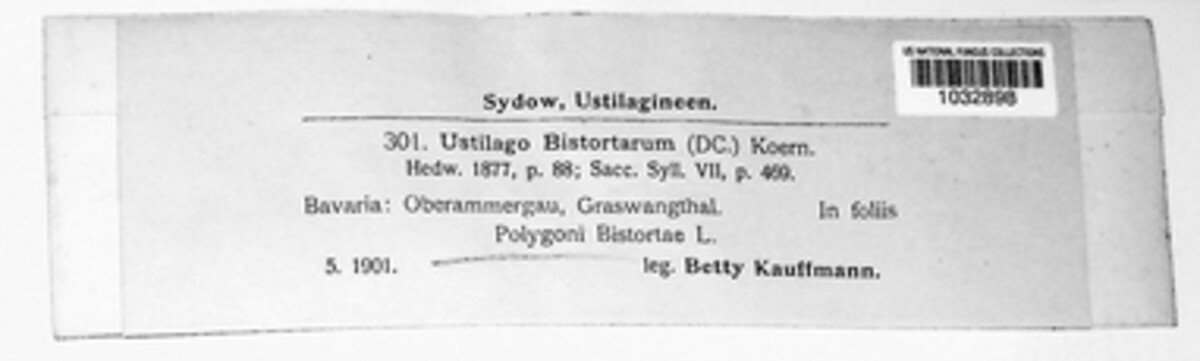 US NATIONAL FUNGUS COLLECTIONS
1032898
Sydow, Ustilagineen.
301. Ustilago Bistortarum (DC.) Koern.
Hedw. 1877, p. 88; Sacc. Syll. VII, p. 469.
Bavaria: Oberammergau, Graswangthal. In foliis
Polygoni Bistortae L.
5. 1901. leg. Betty Kauffmann.